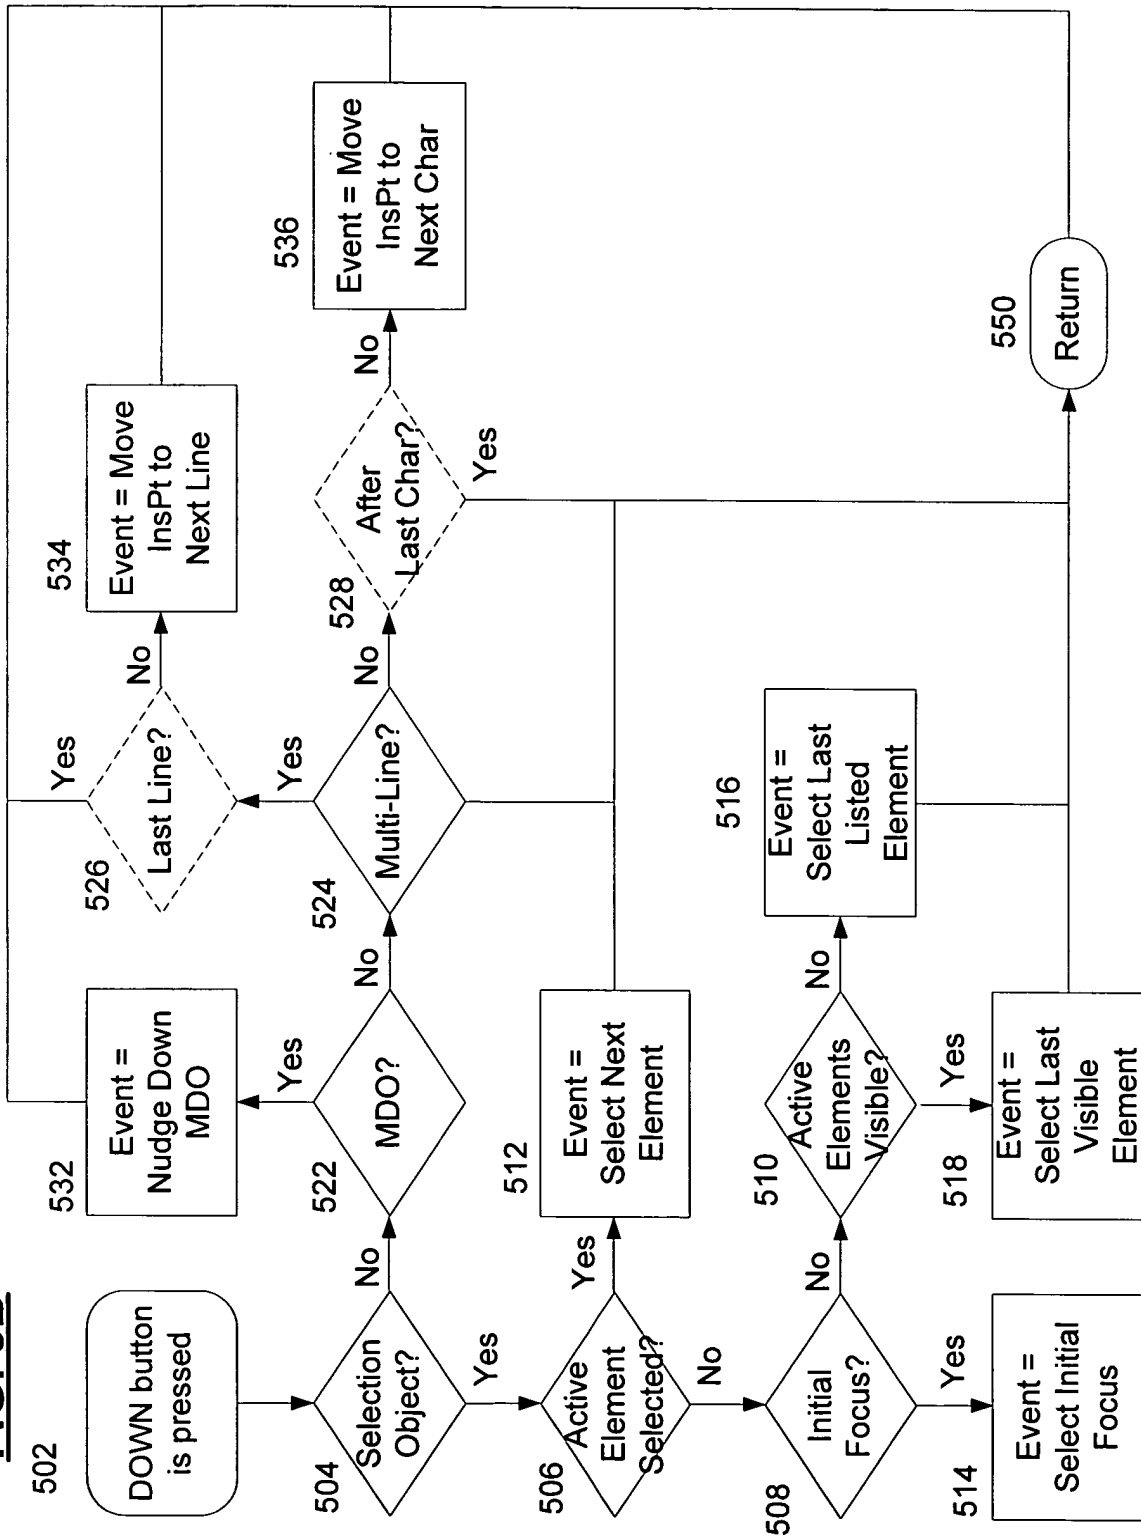 502
DOWN button
is pressed
504
Selection
Object?
No
Yes
522
MDO?
Yes
No
532
Event =
Nudge Down
MDO
524
Multi-Line?
Yes
No
526
Last Line?
Yes
No
534
Event = Move
InsPt to
Next Line
528
After
Last Char?
No
Yes
536
Event = Move
InsPt to
Next Char
506
Active
Element
Selected?
Yes
No
512
Event =
Select Next
Element
508
Initial
Focus?
No
Yes
510
Active
Elements
Visible?
No
Yes
516
Event =
Select Last
Listed
Element
514
Event =
Select Initial
Focus
518
Event =
Select Last
Visible
Element
550
Return